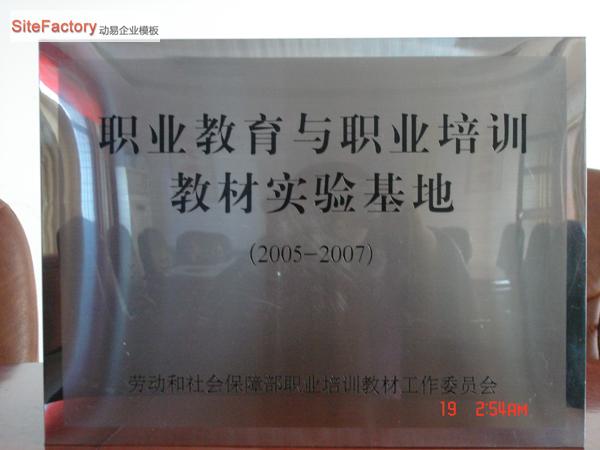 SiteFactory 动易企业模板
职业教育与职业培训
教材实验基地
(2005-2007)
劳动和社会保障部职业培训教材工作委员会
19 2:54AM